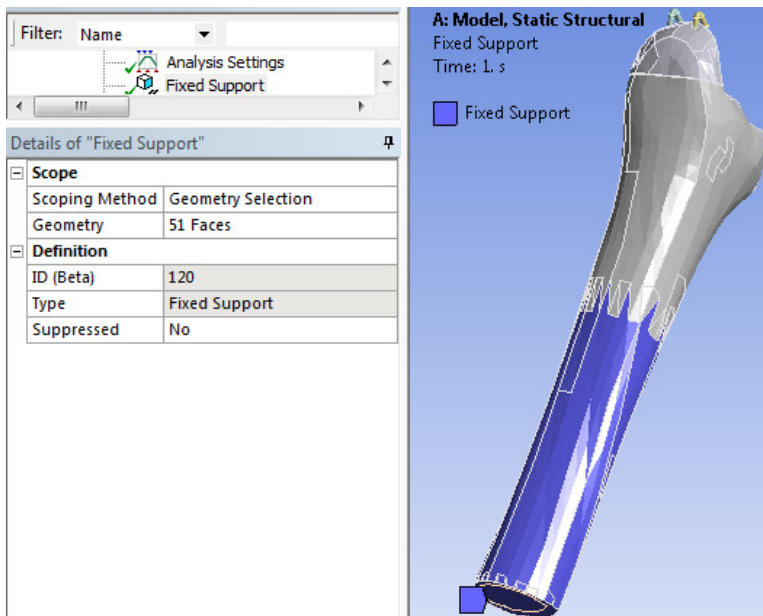 Filter: Name
Analysis Settings
Fixed Support
Details of "Fixed Support"
Scope
Scoping Method Geometry Selection
Geometry 51 Faces
Definition
ID (Beta) 120
Type Fixed Support
Suppressed No
A: Model, Static Structural
Fixed Support
Time: 1. s
Fixed Support